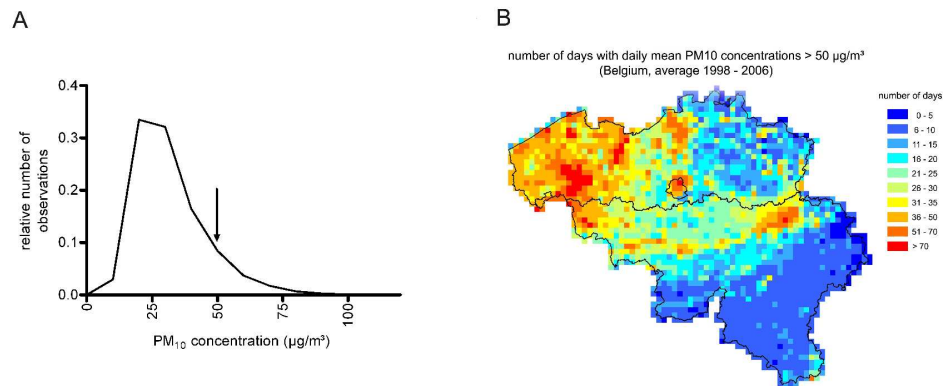 A
relative number of
observations
0.4
0.3
0.2
0.1
0.0
0
25
50
75
100
PM10 concentration (µg/m³)
B
number of days with daily mean PM10 concentrations > 50 µg/m³
(Belgium, average 1998 - 2006)
number of days
0 - 5
6 - 10
11 - 15
16 - 20
21 - 25
26 - 30
31 - 35
36 - 50
51 - 70
> 70